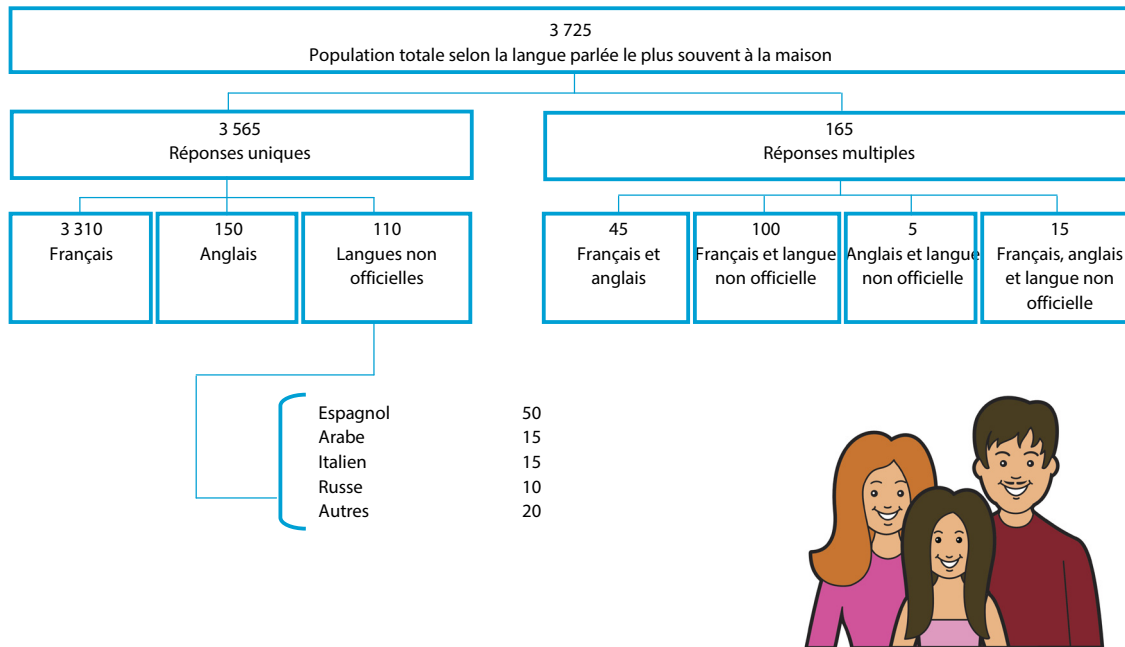 3 725
Population totale selon la langue parlée le plus souvent à la maison
3 565
Réponses uniques
165
Réponses multiples
3 310
Français
150
Anglais
110
Langues non
officielles
45
Français et
anglais
100
Français et langue
non officielle
5
Anglais et langue
non officielle
15
Français, anglais
et langue non
officielle
Espagnol 50
Arabe 15
Italien 15
Russe 10
Autres 20